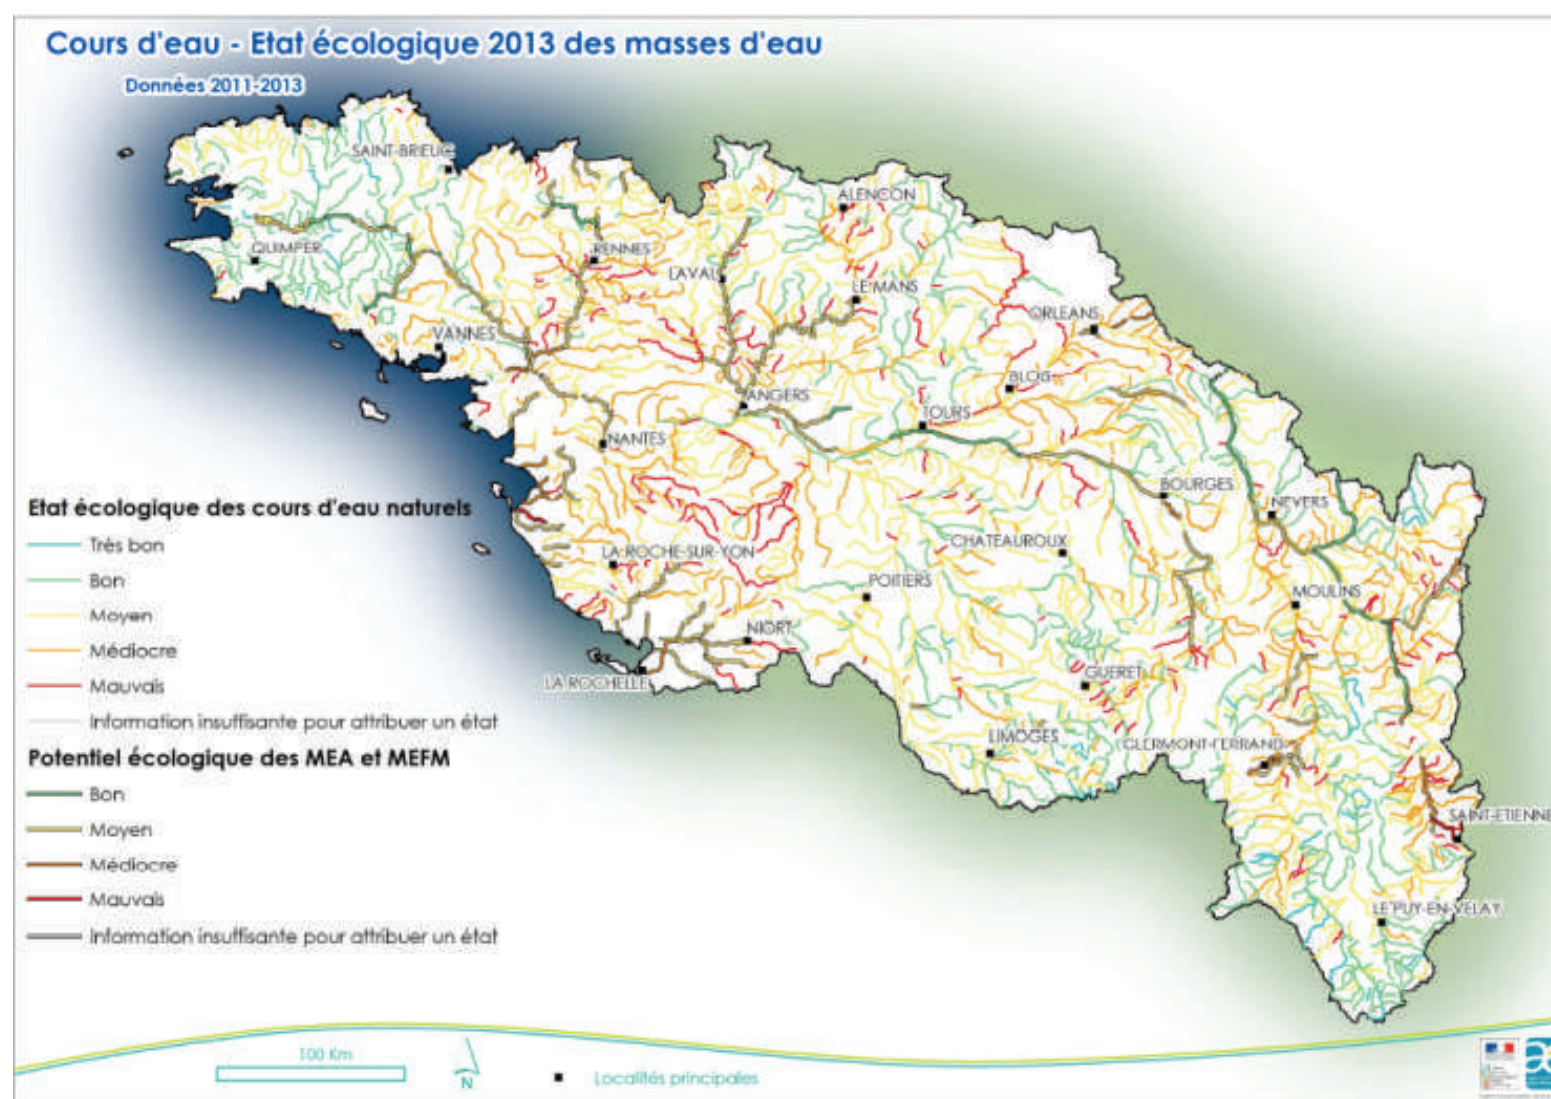 Cours d'eau - Etat écologique 2013 des masses d'eau
Données 2011-2013
SAINT-BRIEUC
ALENCON
QUIMPER
RENNES
LAVAL
LE MANS
ORLEANS
VANNES
BLOIS
ANGERS
TOURS
NANTES
BOURGES
NEVERS
Etat écologique des cours d'eau naturels
Très bon
CHATEAUROUX
LA ROCHE-SUR-YON
Bon
POITIERS
MOULINS
Moyen
NIORT
Médiocre
GUERET
LA ROCHELLE
Mauvais
Information insuffisante pour attribuer un état
LIMOGES
CLERMONT-FERRAND
Potentiel écologique des MEA et MEFM
Bon
SAINT-ETIENNE
Moyen
Médiocre
Mauvais
LE PUY-EN-VELAY
Information insuffisante pour attribuer un état
100 Km
N
Localités principales